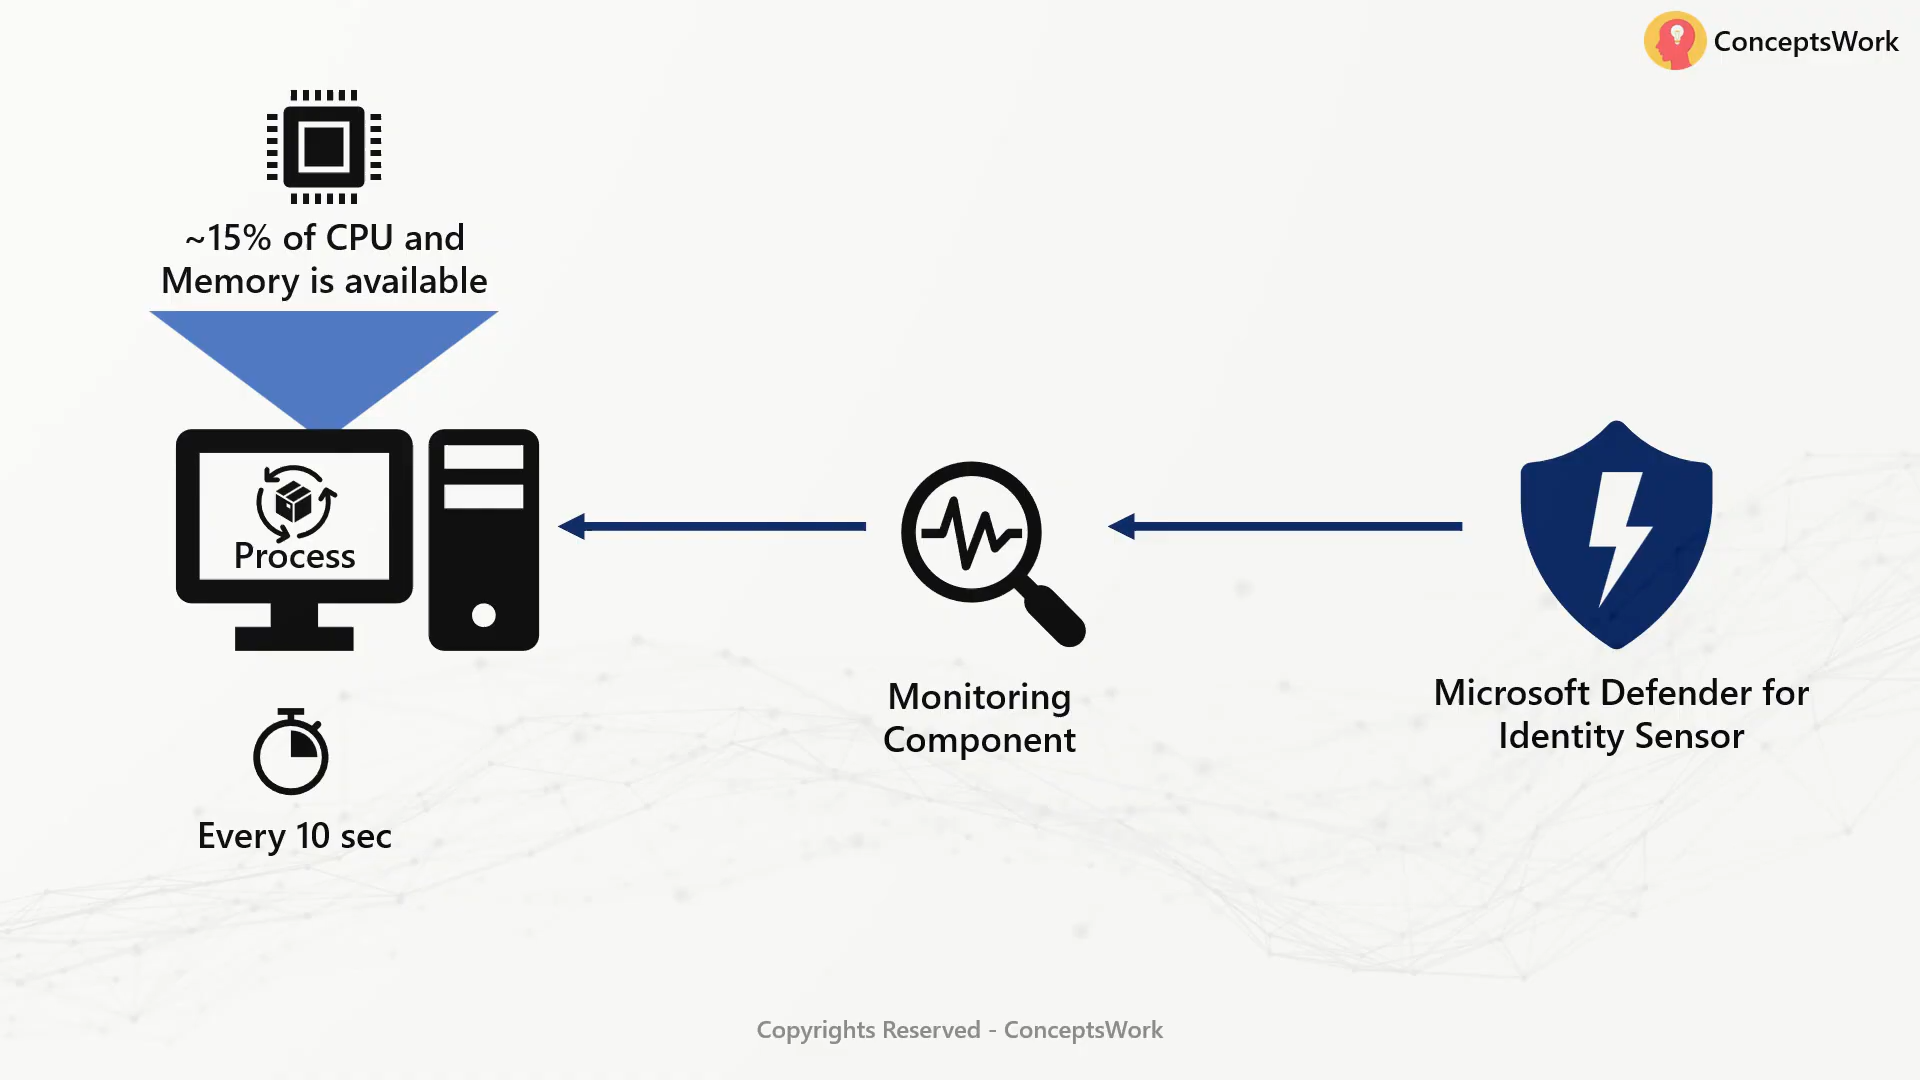 ConceptsWork
~15% of CPU and
Memory is available
Process
Every 10 sec
Monitoring
Component
Microsoft Defender for
Identity Sensor
Copyrights Reserved - ConceptsWork